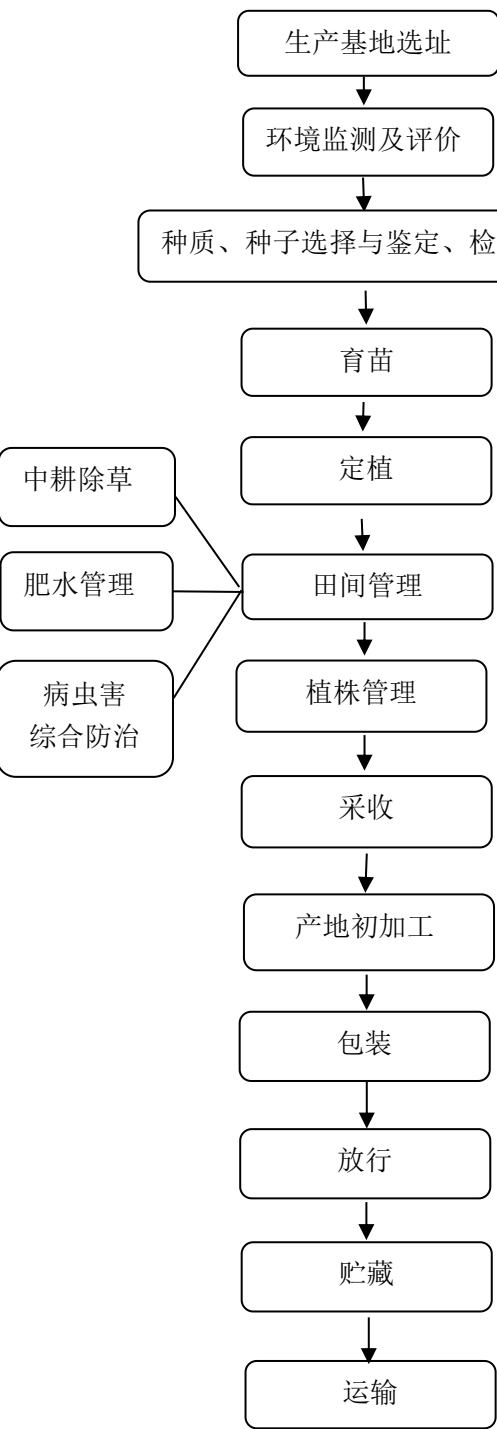 生产基地选址
环境监测及评价
种质、种子选择与鉴定、检
育苗
定植
中耕除草
肥水管理
田间管理
病虫害
综合防治
植株管理
采收
产地初加工
包装
放行
贮藏
运输